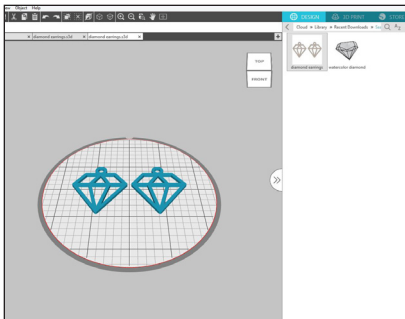 Object Help
DESIGN
3D PRINT
STORE
Cloud » Library » Recent Downloads »
diamond earrings.c3d
diamond earrings.c3d
TOP
FRONT
diamond earrings
watercolor diamond